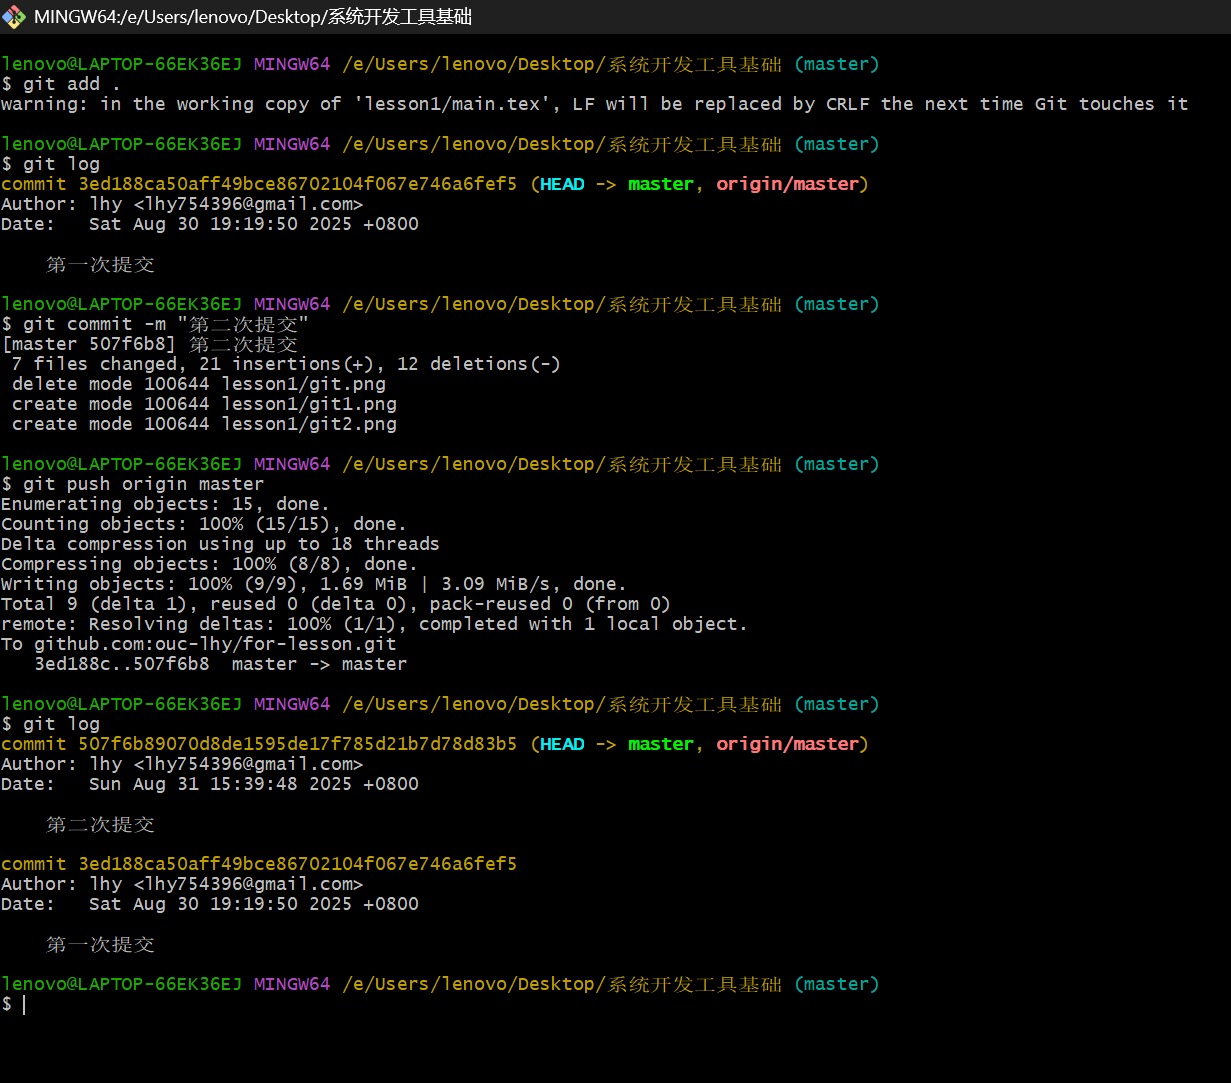 MINGW64:/e/Users/lenovo/Desktop/系统开发工具基础
lenovo@LAPTOP-66EK36EJ MINGW64 /e/Users/lenovo/Desktop/系统开发工具基础 (master)
$ git add .
warning: in the working copy of 'lesson1/main.tex', LF will be replaced by CRLF the next time Git touches it
lenovo@LAPTOP-66EK36EJ MINGW64 /e/Users/lenovo/Desktop/系统开发工具基础 (master)
$ git log
commit 3ed188ca50aff49bce86702104f067e746a6fef5 (HEAD -> master, origin/master)
Author: lhy <lhy754396@gmail.com>
Date:   Sat Aug 30 19:19:50 2025 +0800
    第一次提交
lenovo@LAPTOP-66EK36EJ MINGW64 /e/Users/lenovo/Desktop/系统开发工具基础 (master)
$ git commit -m "第二次提交"
[master 507f6b8] 第二次提交
 7 files changed, 21 insertions(+), 12 deletions(-)
 delete mode 100644 lesson1/git.png
 create mode 100644 lesson1/git1.png
 create mode 100644 lesson1/git2.png
lenovo@LAPTOP-66EK36EJ MINGW64 /e/Users/lenovo/Desktop/系统开发工具基础 (master)
$ git push origin master
Enumerating objects: 15, done.
Counting objects: 100% (15/15), done.
Delta compression using up to 18 threads
Compressing objects: 100% (8/8), done.
Writing objects: 100% (9/9), 1.69 MiB | 3.09 MiB/s, done.
Total 9 (delta 1), reused 0 (delta 0), pack-reused 0 (from 0)
remote: Resolving deltas: 100% (1/1), completed with 1 local object.
To github.com:ouc-lhy/for-lesson.git
   3ed188c..507f6b8  master -> master
lenovo@LAPTOP-66EK36EJ MINGW64 /e/Users/lenovo/Desktop/系统开发工具基础 (master)
$ git log
commit 507f6b89070d8de1595de17f785d21b7d78d83b5 (HEAD -> master, origin/master)
Author: lhy <lhy754396@gmail.com>
Date:   Sun Aug 31 15:39:48 2025 +0800
    第二次提交
commit 3ed188ca50aff49bce86702104f067e746a6fef5
Author: lhy <lhy754396@gmail.com>
Date:   Sat Aug 30 19:19:50 2025 +0800
    第一次提交
lenovo@LAPTOP-66EK36EJ MINGW64 /e/Users/lenovo/Desktop/系统开发工具基础 (master)
$